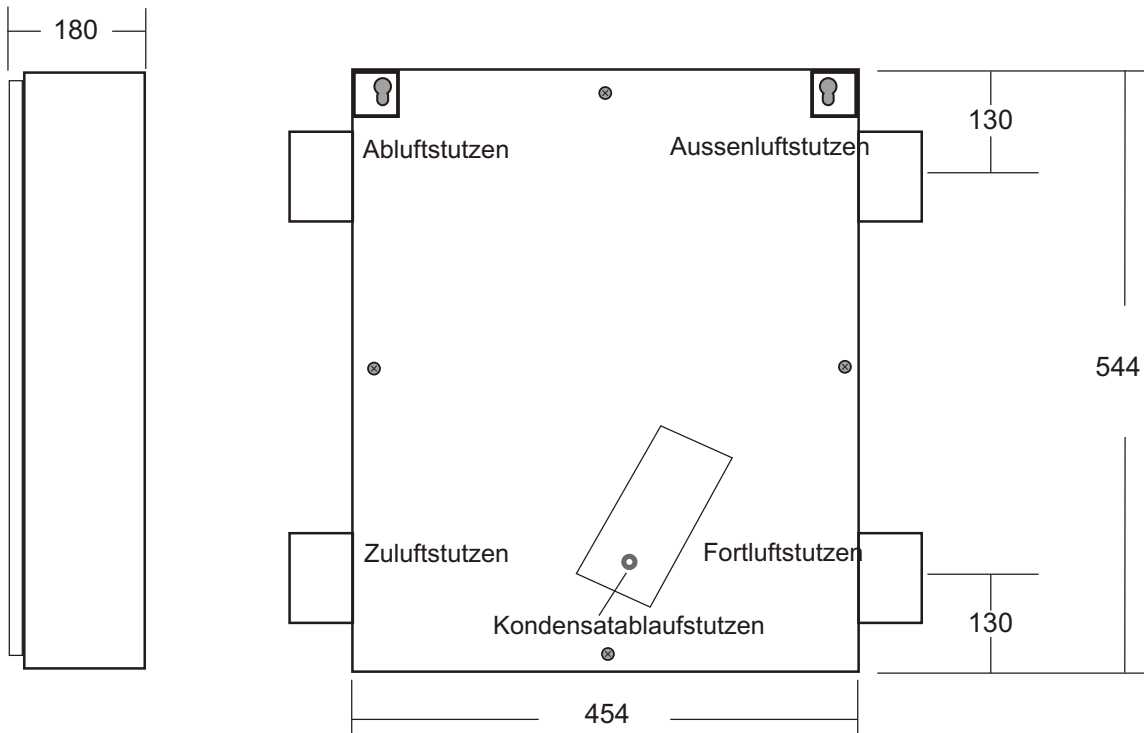 180
130
Abluftstutzen
Aussenluftstutzen
544
Zuluftstutzen
Fortluftstutzen
Kondensatablaufstutzen
130
454